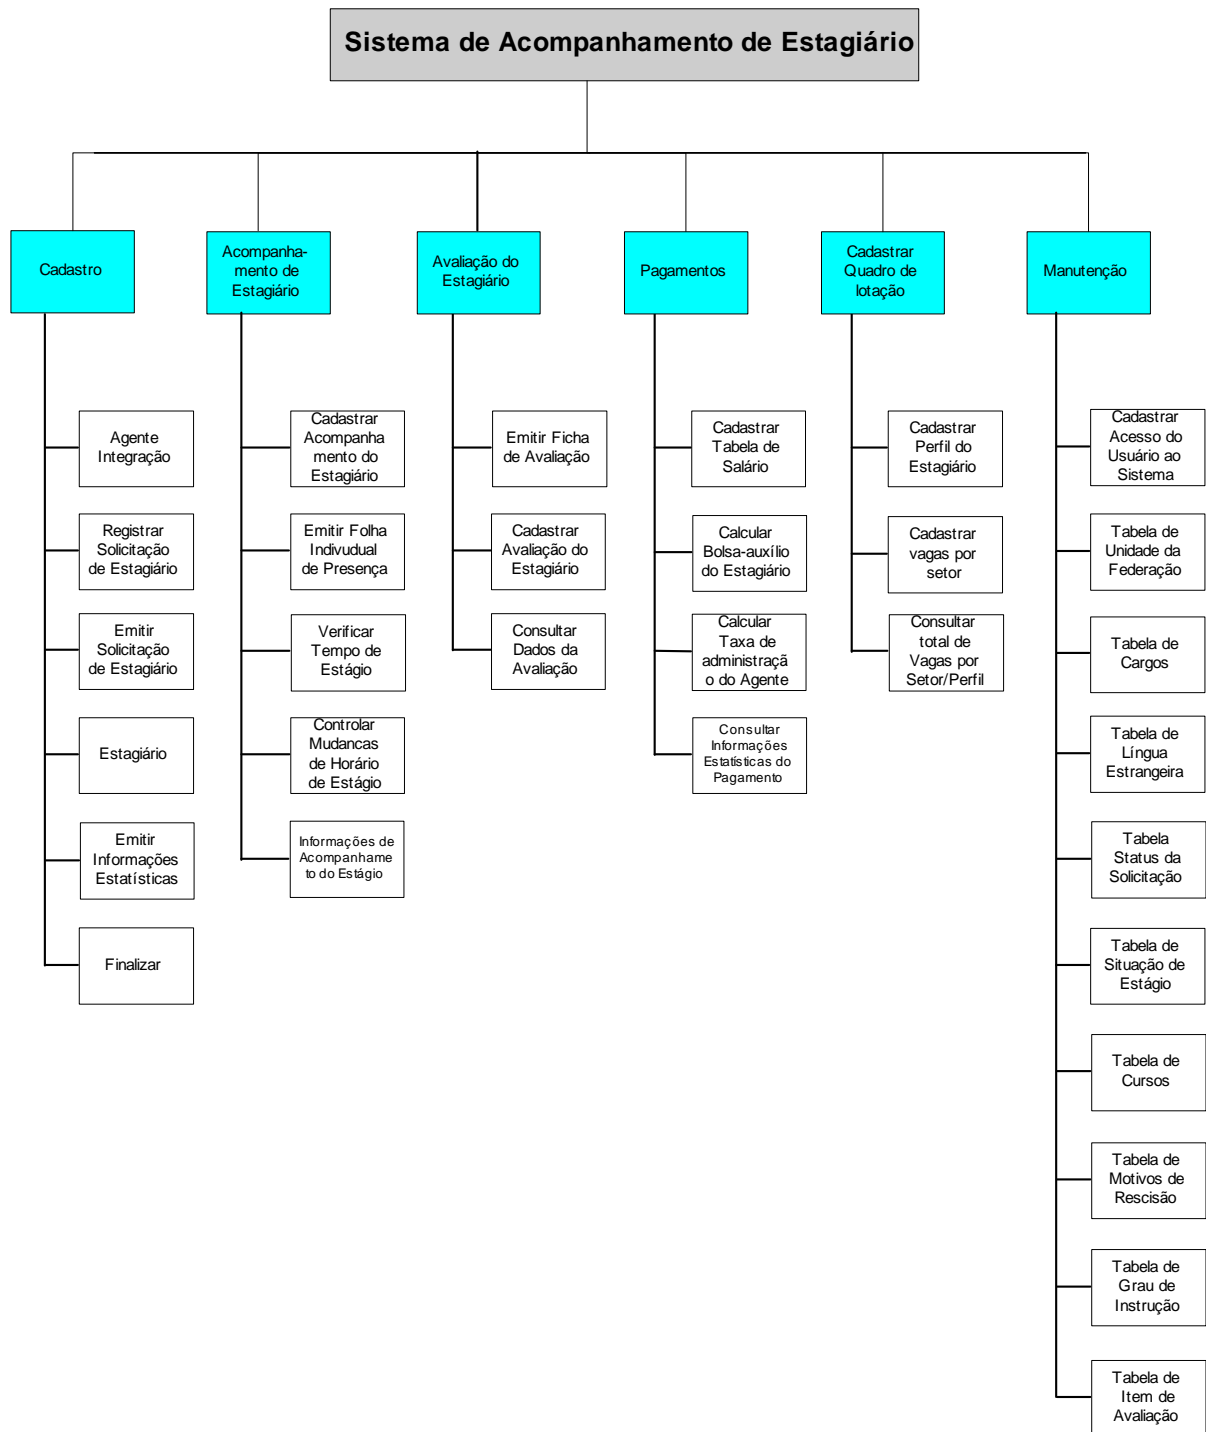 Sistema de Acompanhamento de Estagiário
Cadastro
Acompanha-
mento de
Estagiário
Avaliação do
Estagiário
Pagamentos
Cadastrar
Quadro de
lotação
Manutenção
Agente
Integração
Registrar
Solicitação
de Estagiário
Emitir
Solicitação
de Estagiário
Estagiário
Emitir
Informações
Estatísticas
Finalizar
Cadastrar
Acompanha
mento do
Estagiário
Emitir Folha
Indivudual
de Presença
Verificar
Tempo de
Estágio
Controlar
Mudancas
de Horário
de Estágio
Informações de
Acompanhame
to do Estágio
Emitir Ficha
de Avaliação
Cadastrar
Avaliação do
Estagiário
Consultar
Dados da
Avaliação
Cadastrar
Tabela de
Salário
Calcular
Bolsa-auxílio
do Estagiário
Calcular
Taxa de
administraçã
o do Agente
Consultar
Informações
Estatísticas do
Pagamento
Cadastrar
Perfil do
Estagiário
Cadastrar
vagas por
setor
Consultar
total de
Vagas por
Setor/Perfil
Cadastrar
Acesso do
Usuário ao
Sistema
Tabela de
Unidade da
Federação
Tabela de
Cargos
Tabela de
Língua
Estrangeira
Tabela
Status da
Solicitação
Tabela de
Situação de
Estágio
Tabela de
Cursos
Tabela de
Motivos de
Rescisão
Tabela de
Grau de
Instrução
Tabela de
Item de
Avaliação